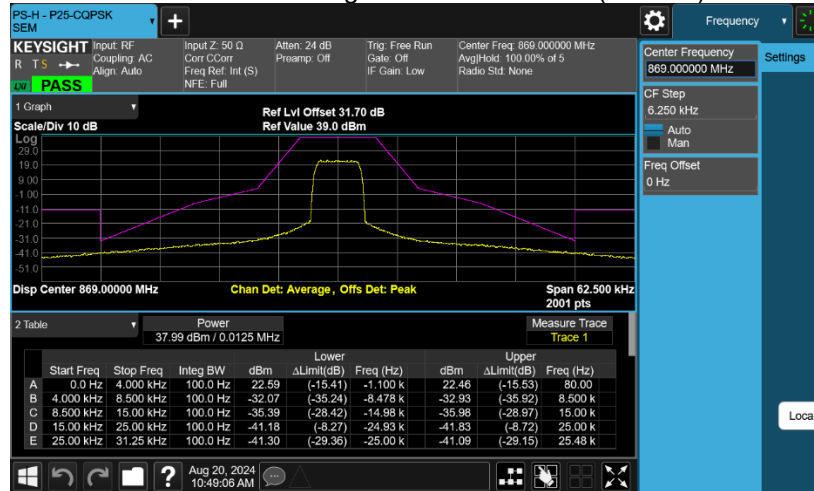 PS-H - P25-CQPSK
SEM
Frequency
KEYSIGHT
R T S
LXI
PASS
Input: RF
Coupling: AC
Align: Auto
Input Z: 50 Ω
Corr CCorr
Freq Ref: Int (S)
NFE: Full
Atten: 24 dB
Preamp: Off
Trig: Free Run
Gate: Off
IF Gain: Low
Center Freq: 869.000000 MHz
Avg|Hold: 100.00% of 5
Radio Std: None
Center Frequency
869.000000 MHz
Settings
CF Step
6.250 kHz
Auto
Man
Freq Offset
0 Hz
1 Graph
Scale/Div 10 dB
Ref Lvl Offset 31.70 dB
Ref Value 39.0 dBm
Log
29.0
19.0
9.00
-1.00
-11.0
-21.0
-31.0
-41.0
-51.0
Disp Center 869.00000 MHz
Chan Det: Average, Offs Det: Peak
Span 62.500 kHz
2001 pts
2 Table
Power
37.99 dBm / 0.0125 MHz
Measure Trace
Trace 1
Lower Upper
Start Freq Stop Freq Integ BW dBm ΔLimit(dB) Freq (Hz) dBm ΔLimit(dB) Freq (Hz)
A 0.0 Hz 4.000 kHz 100.0 Hz 22.59 (-15.41) -1.100 k 22.46 (-15.53) 80.00
B 4.000 kHz 8.500 kHz 100.0 Hz -32.07 (-35.24) -8.478 k -32.93 (-35.92) 8.500 k
C 8.500 kHz 15.00 kHz 100.0 Hz -35.39 (-28.42) -14.98 k -35.98 (-28.97) 15.00 k
D 15.00 kHz 25.00 kHz 100.0 Hz -41.18 (-8.27) -24.93 k -41.83 (-8.72) 25.00 k
E 25.00 kHz 31.25 kHz 100.0 Hz -41.30 (-29.36) -25.00 k -41.09 (-29.15) 25.48 k
Loca
?
Aug 20, 2024
10:49:06 AM